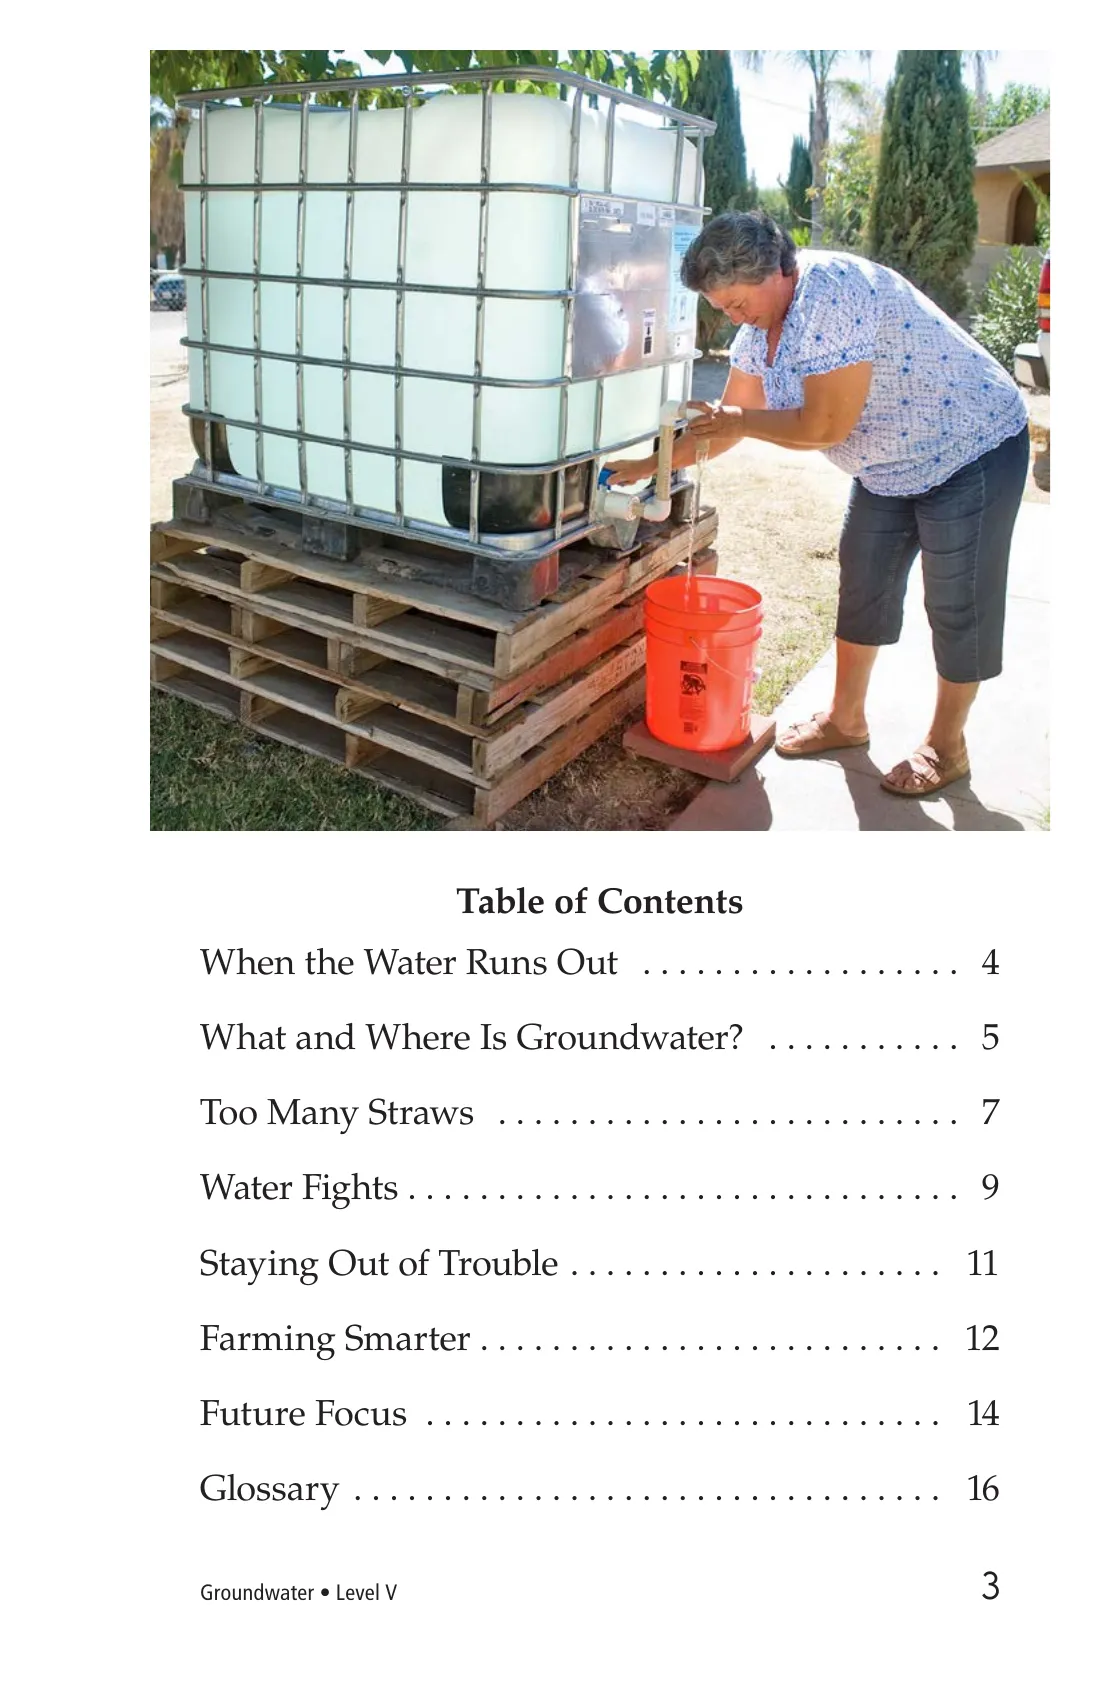 Table of Contents
When the Water Runs Out . . . . . . . . . . . . . . . . . . 4
What and Where Is Groundwater? . . . . . . . . . . . 5
Too Many Straws . . . . . . . . . . . . . . . . . . . . . . . . . . 7
Water Fights . . . . . . . . . . . . . . . . . . . . . . . . . . . . . . . 9
Staying Out of Trouble . . . . . . . . . . . . . . . . . . . . . 11
Farming Smarter . . . . . . . . . . . . . . . . . . . . . . . . . . 12
Future Focus . . . . . . . . . . . . . . . . . . . . . . . . . . . . . 14
Glossary . . . . . . . . . . . . . . . . . . . . . . . . . . . . . . . . . 16
Groundwater • Level V 3